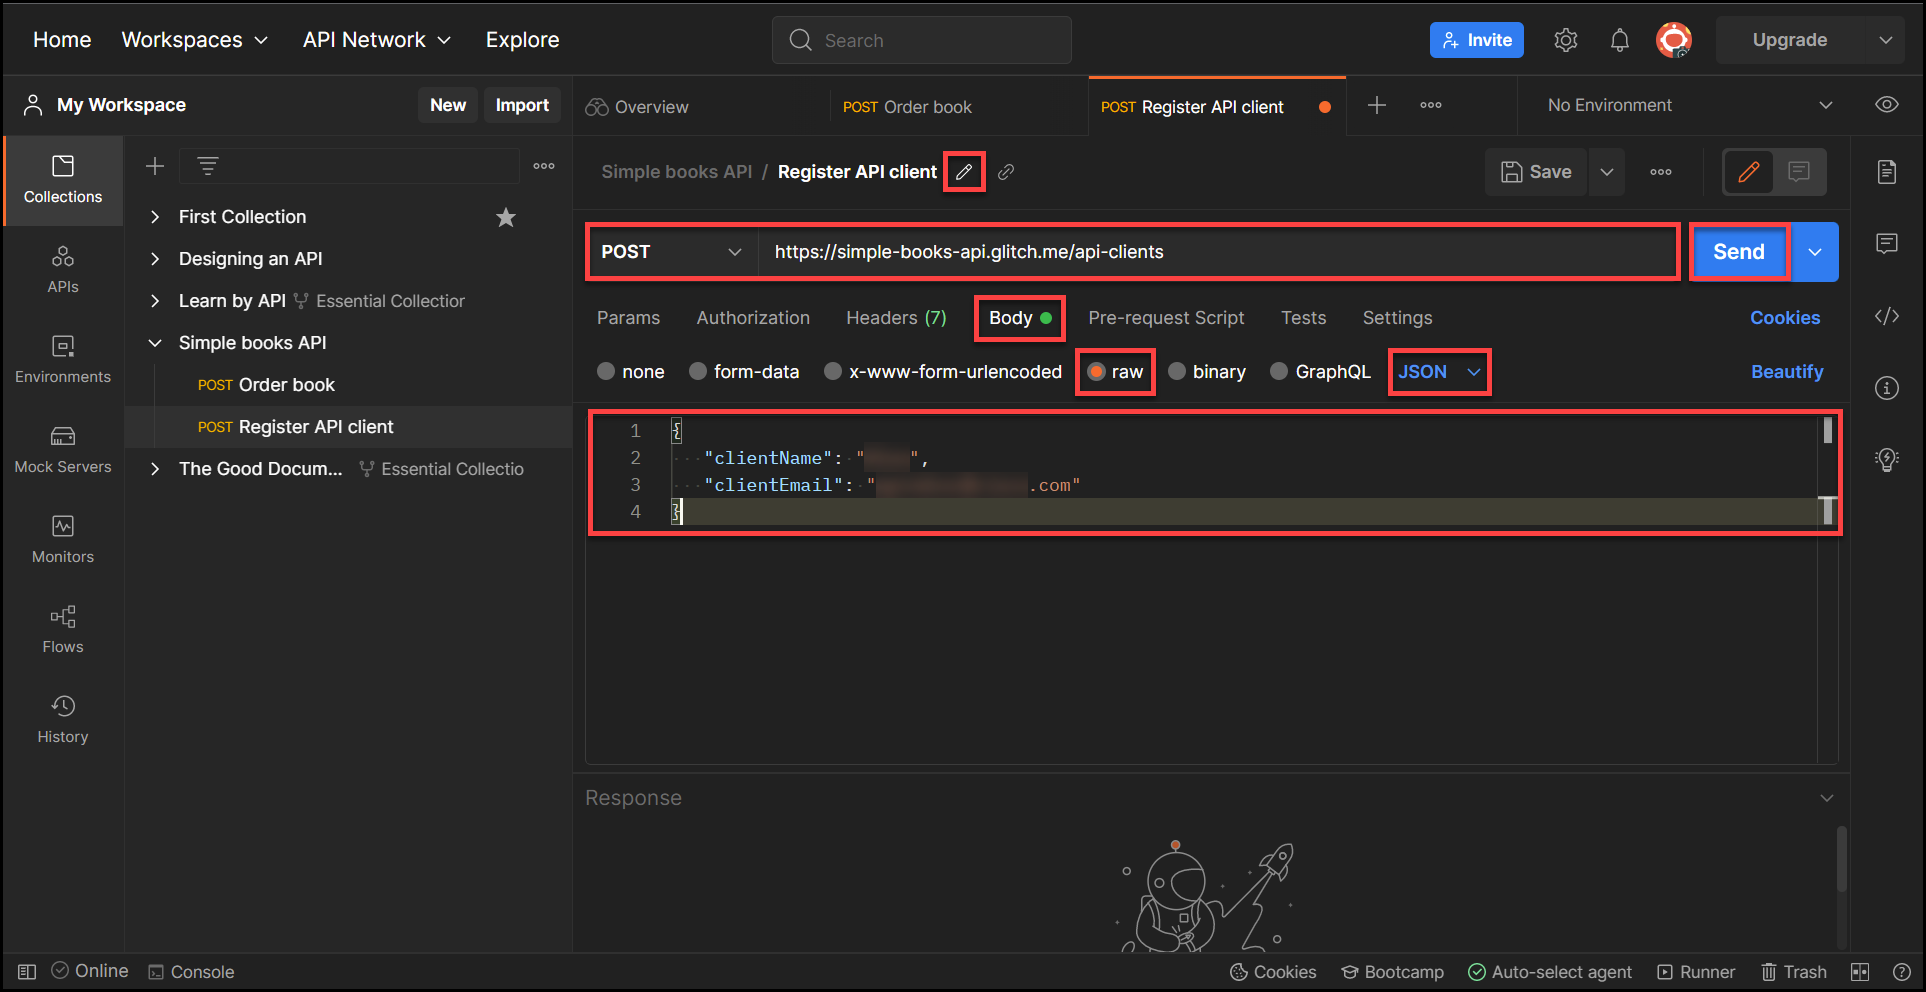 Home Workspaces API Network Explore Search Invite Upgrade
My Workspace New Import Overview POST Order book POST Register API client No Environment
Collections
APIs
Environments
Mock Servers
Monitors
Flows
History
First Collection
Designing an API
Learn by API Essential Collectior
Simple books API
POST Order book
POST Register API client
The Good Docum... Essential Collectio
Simple books API / Register API client Save
POST https://simple-books-api.glitch.me/api-clients Send
Params Authorization Headers (7) Body Pre-request Script Tests Settings Cookies
none form-data x-www-form-urlencoded raw binary GraphQL JSON Beautify
1 {
2 "clientName": "",
3 "clientEmail": ".com"
4 }
Response
Online Console Cookies Bootcamp Auto-select agent Runner Trash